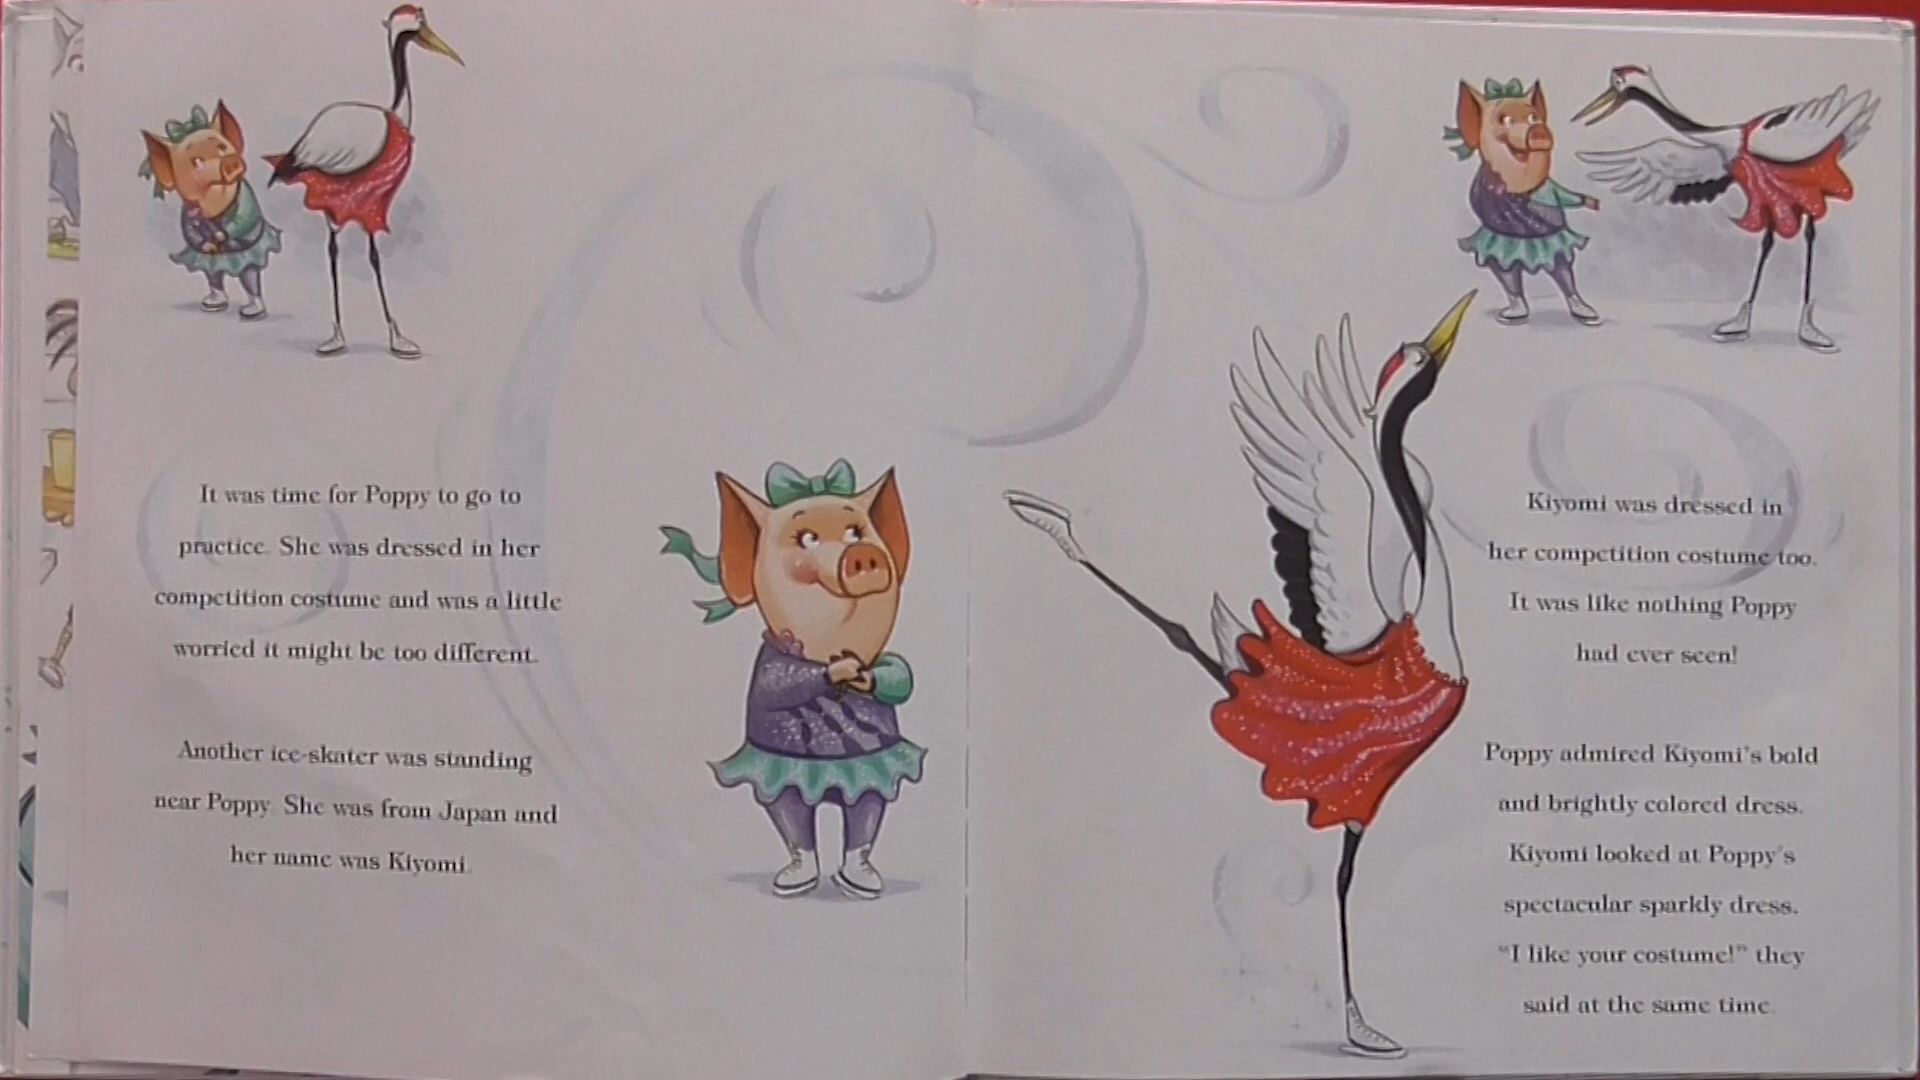 It was time for Poppy to go to
practice. She was dressed in her
competition costume and was a little
worried it might be too different.
Another ice-skater was standing
near Poppy. She was from Japan and
her name was Kiyomi.
Kiyomi was dressed in
her competition costume too.
It was like nothing Poppy
had ever seen!
Poppy admired Kiyomi's bold
and brightly colored dress.
Kiyomi looked at Poppy's
spectacular sparkly dress.
"I like your costume!" they
said at the same time.